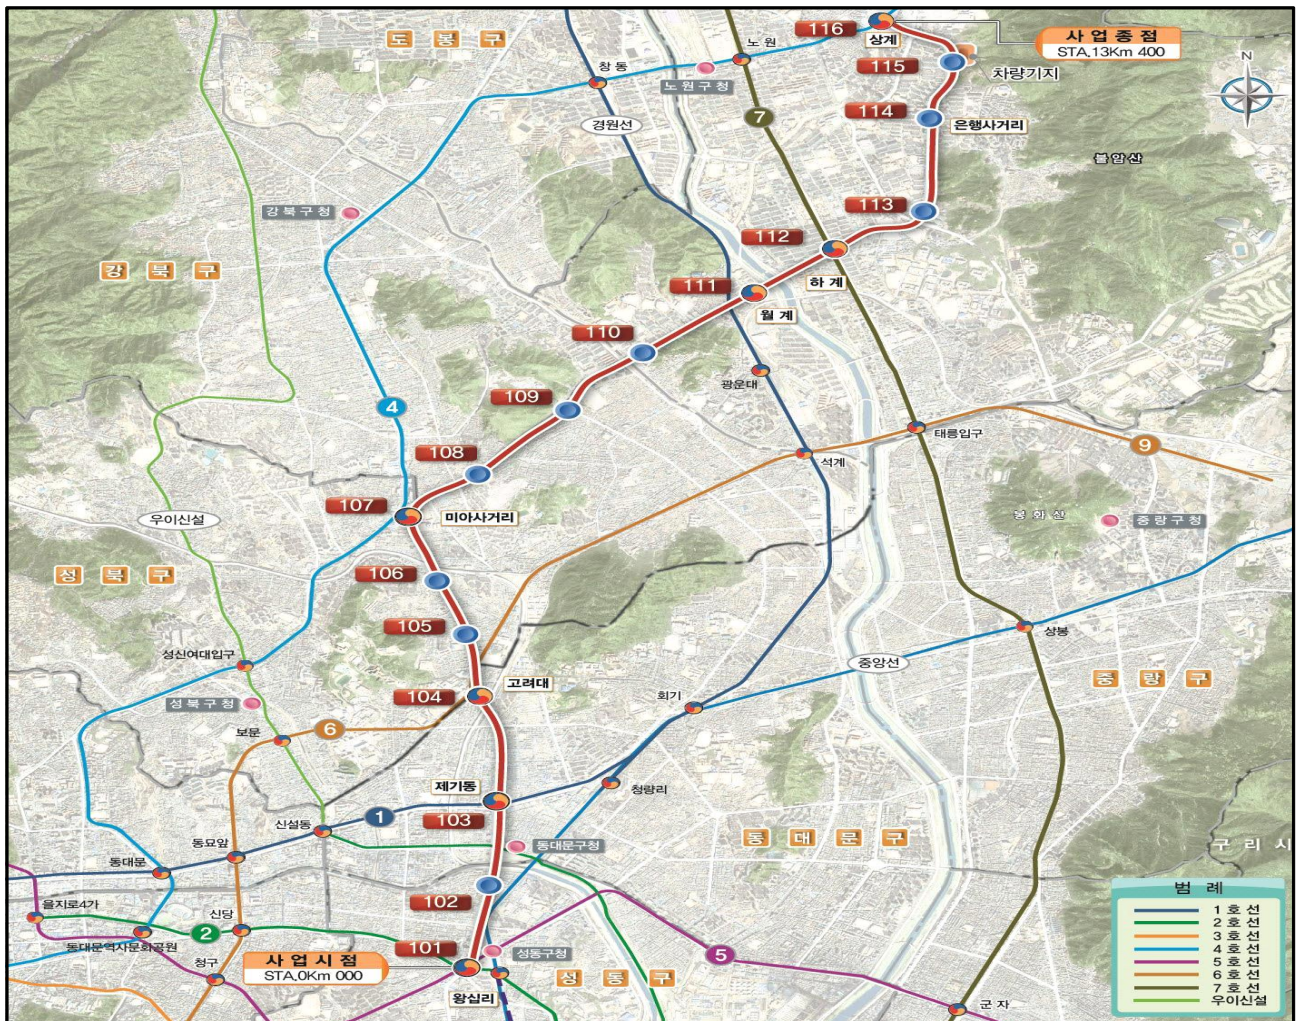 116
상계
사업종점
STA.13Km 400
도봉구
노원
창동
노원구청
115
차량기지
N
경원선
7
114
은행사거리
불암산
강북구청
113
112
강북구
111
하계
월계
110
광운대
109
4
태릉입구
108
석계
9
107
미아사거리
우이신설
봉화산
중랑구청
성북구
106
105
상봉
성신여대입구
중앙선
104
고려대
회기
중랑구
성북구청
6
보문
제기동
청량리
1
103
신설동
동대문구청
동대문구
동묘앞
구리시
동대문
102
을지로4가
신당
2
동대문역사문화공원
101
성동구청
5
청구
사업시점
STA.0Km 000
왕십리
성동구
군자
범례
1호선
2호선
3호선
4호선
5호선
6호선
7호선
우이신설